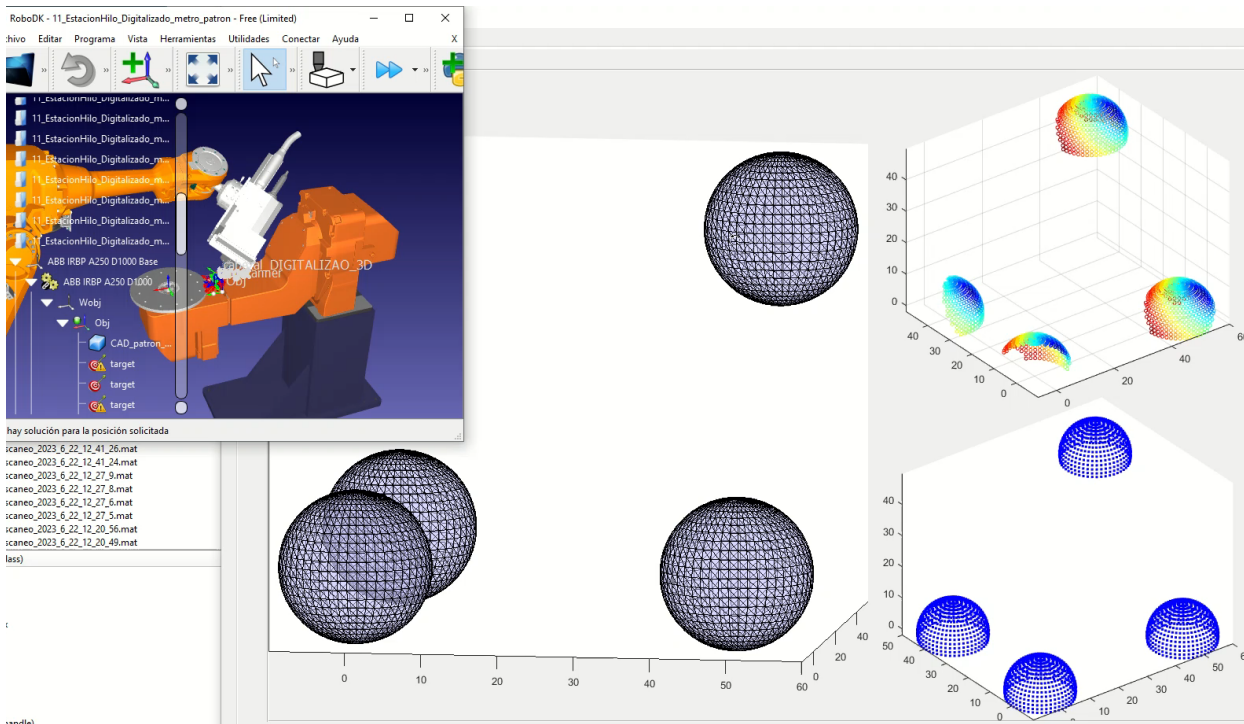 RoboDK - 11_EstacionHilo_Digitalizado_metro_patron - Free (Limited)
Editar Programa Vista Herramientas Utilidades Conectar Ayuda X
11_EstacionHilo_Digitalizado_m...
11_EstacionHilo_Digitalizado_m...
11_EstacionHilo_Digitalizado_m...
11_EstacionHilo_Digitalizado_m...
11_EstacionHilo_Digitalizado_m...
11_EstacionHilo_Digitalizado_m...
11_EstacionHilo_Digitalizado_m...
11_EstacionHilo_Digitalizado_m...
ABB IRBP A250 D1000 Base
ABB IRBP A250 D1000
Wobj
Obj
CAD_patron_...
target
target
target
DIGITALIZAO_3D
Obj
hay solución para la posición solicitada
scaneo_2023_6_22_12_41_26.mat
scaneo_2023_6_22_12_41_24.mat
scaneo_2023_6_22_12_27_9.mat
scaneo_2023_6_22_12_27_8.mat
scaneo_2023_6_22_12_27_6.mat
scaneo_2023_6_22_12_27_5.mat
scaneo_2023_6_22_12_20_56.mat
scaneo_2023_6_22_12_20_49.mat
0 10 20 30 40 50 60
0 20 40
40
30
20
10
0
40 30 20 10 0
0 20 40 60
40
30
20
10
0
50 40 30 20 10 0
0 10 20 30 40 50